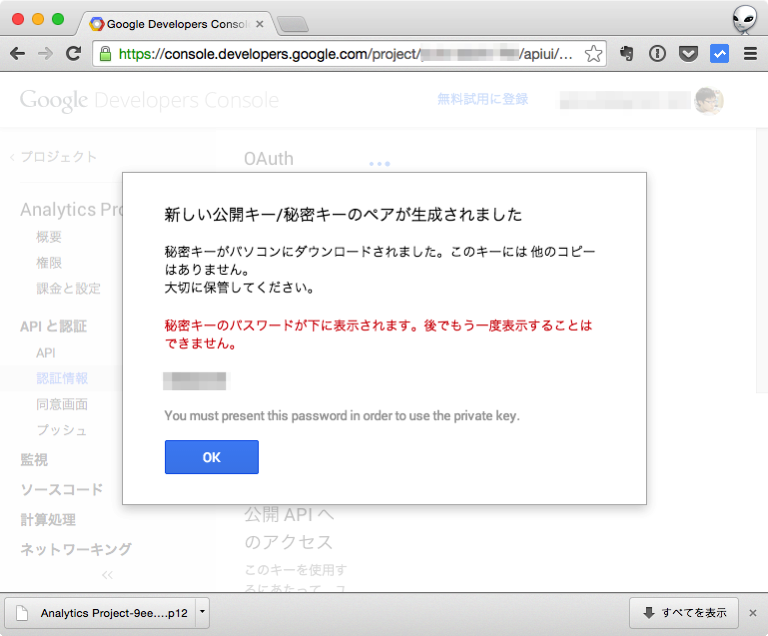 Google Developers Conso
https://console.developers.google.com/project/ /apiui/...
Google Developers Console
無料試用に登録
プロジェクト
OAuth
Analytics Pro
概要
権限
課金と設定
API と認証
API
認証情報
同意画面
プッシュ
監視
ソースコード
計算処理
ネットワーキング
新しい公開キー/秘密キーのペアが生成されました
秘密キーがパソコンにダウンロードされました。このキーには 他のコピー
はありません。
大切に保管してください。
秘密キーのパスワードが下に表示されます。後でもう一度表示することは
できません。
You must present this password in order to use the private key.
OK
公開 API へ
のアクセス
このキーを使用す
るにあたって、ユ
Analytics Project-9ee....p12
すべてを表示